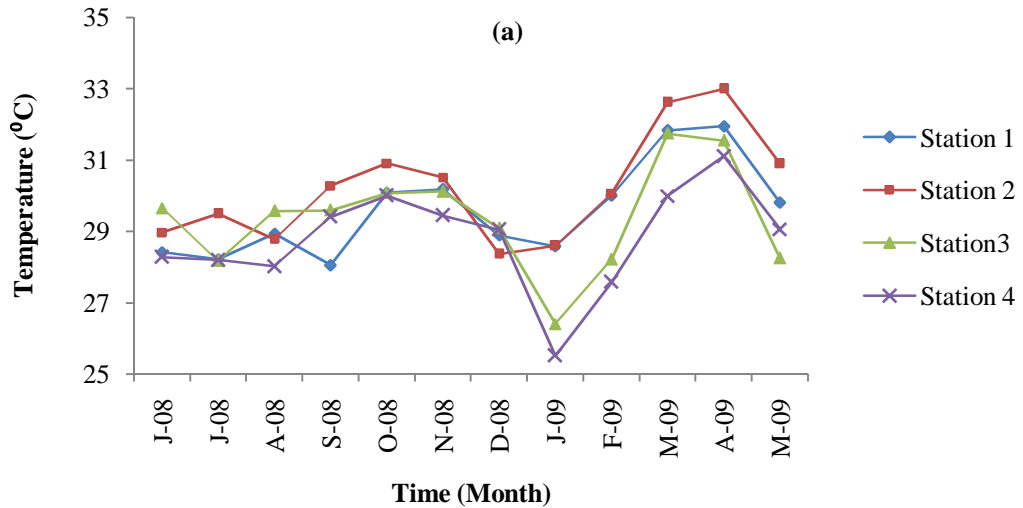 (a)
Temperature (⁰C)
35
33
31
29
27
25
J-08
J-08
A-08
S-08
O-08
N-08
D-08
J-09
F-09
M-09
A-09
M-09
Time (Month)
Station 1
Station 2
Station3
Station 4